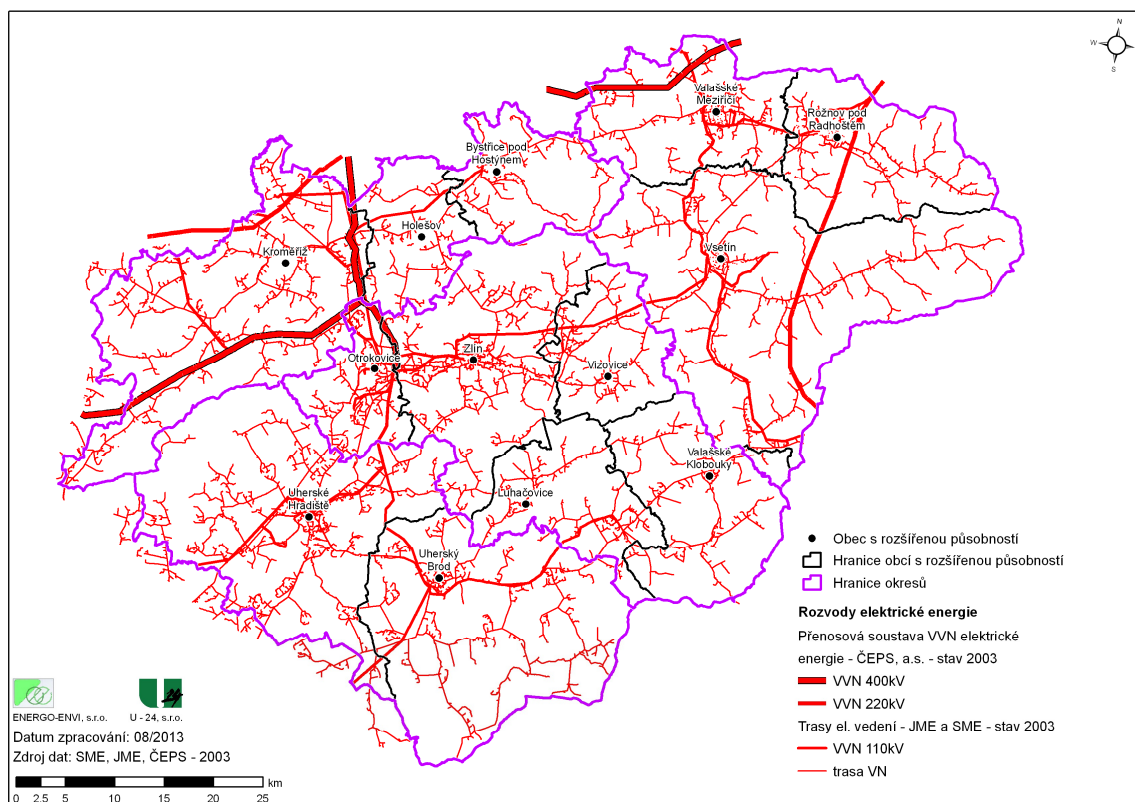 N
W
S
Valašské
Meziříčí
Rožnov pod
Radhoštěm
Bystřice pod
Hostýnem
Holešov
Kroměříž
Vsetín
Otrokovice
Zlín
Vizovice
Valašské
Klobouky
Luhačovice
Uherské
Hradiště
Uherský
Brod
Obec s rozšířenou působností
Hranice obcí s rozšířenou působností
Hranice okresů
Rozvody elektrické energie
Přenosová soustava VVN elektrické
energie - ČEPS, a.s. - stav 2003
VVN 400kV
VVN 220kV
Trasy el. vedení - JME a SME - stav 2003
VVN 110kV
trasa VN
ENERGO-ENVI, s.r.o. U - 24, s.r.o.
Datum zpracování: 08/2013
Zdroj dat: SME, JME, ČEPS - 2003
km
0 2.5 5 10 15 20 25